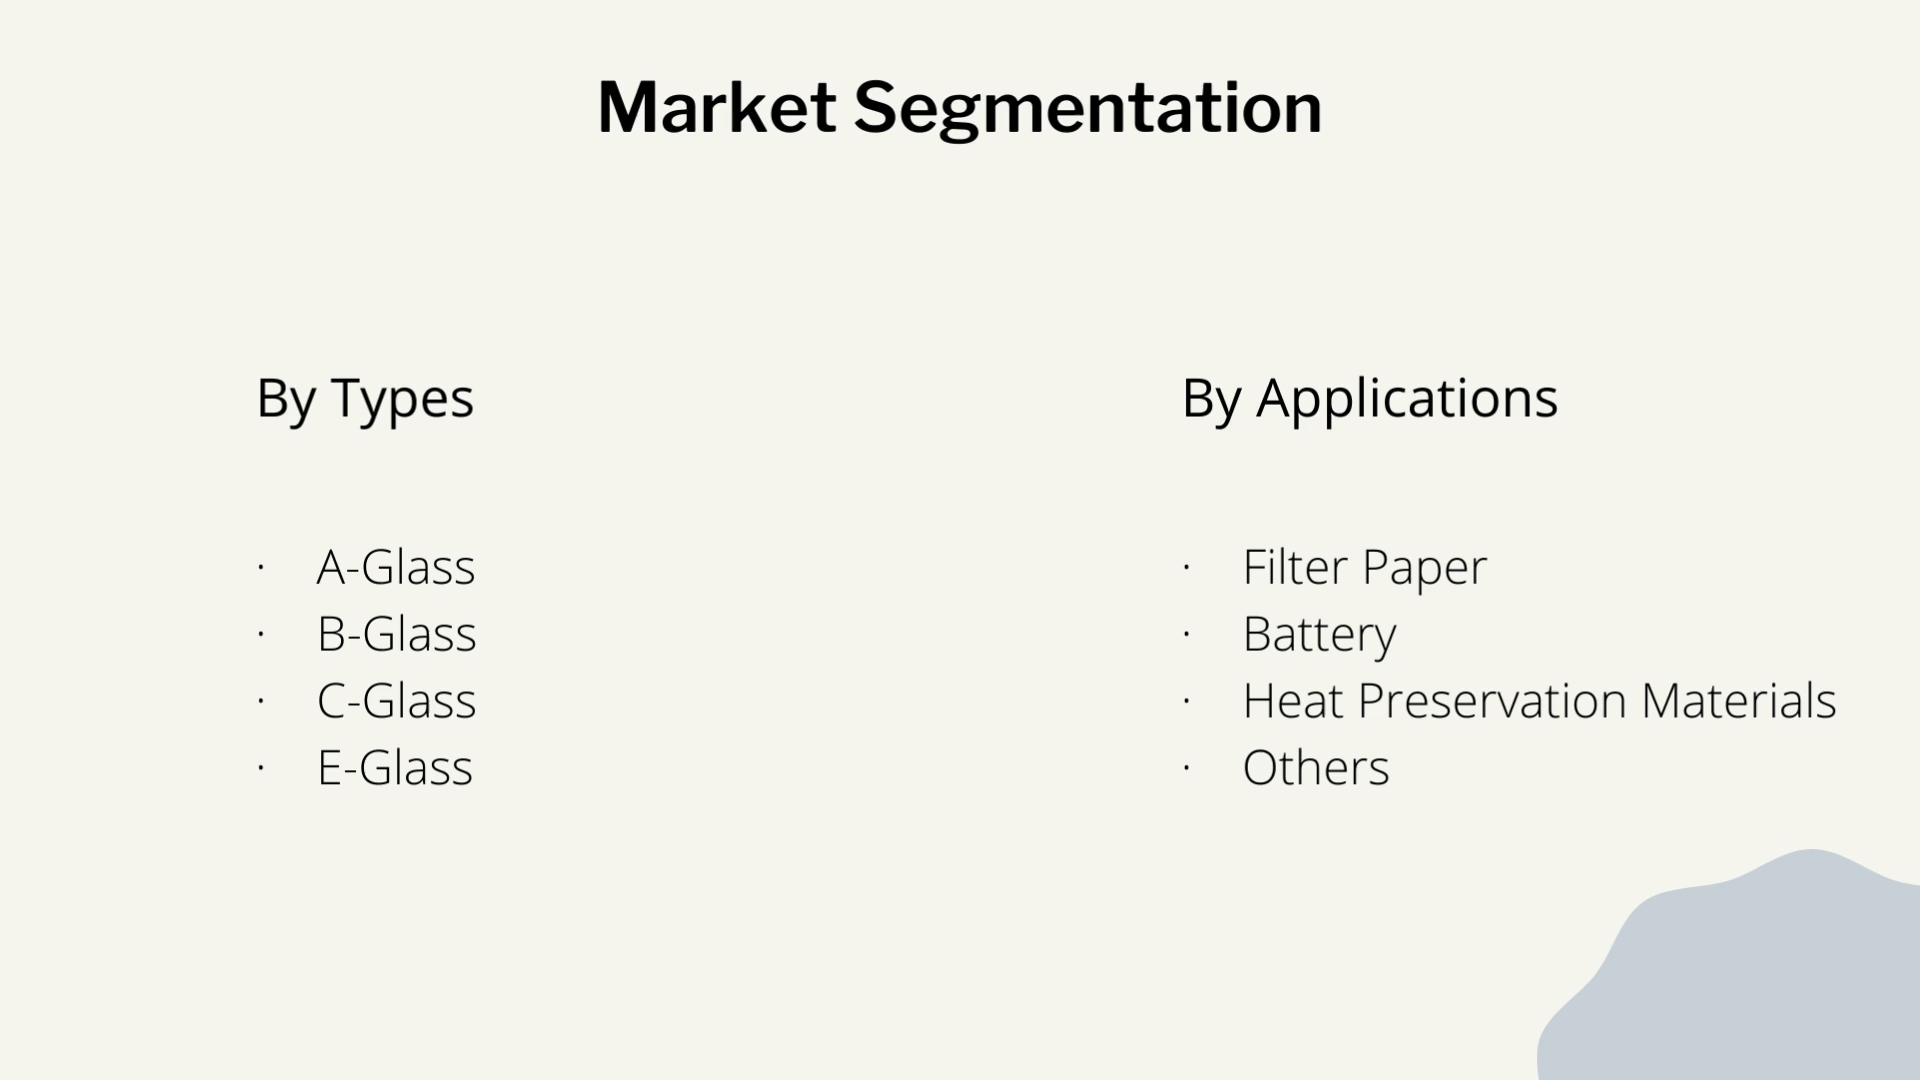 Market Segmentation
By Types
· A-Glass
· B-Glass
· C-Glass
· E-Glass
By Applications
· Filter Paper
· Battery
· Heat Preservation Materials
· Others